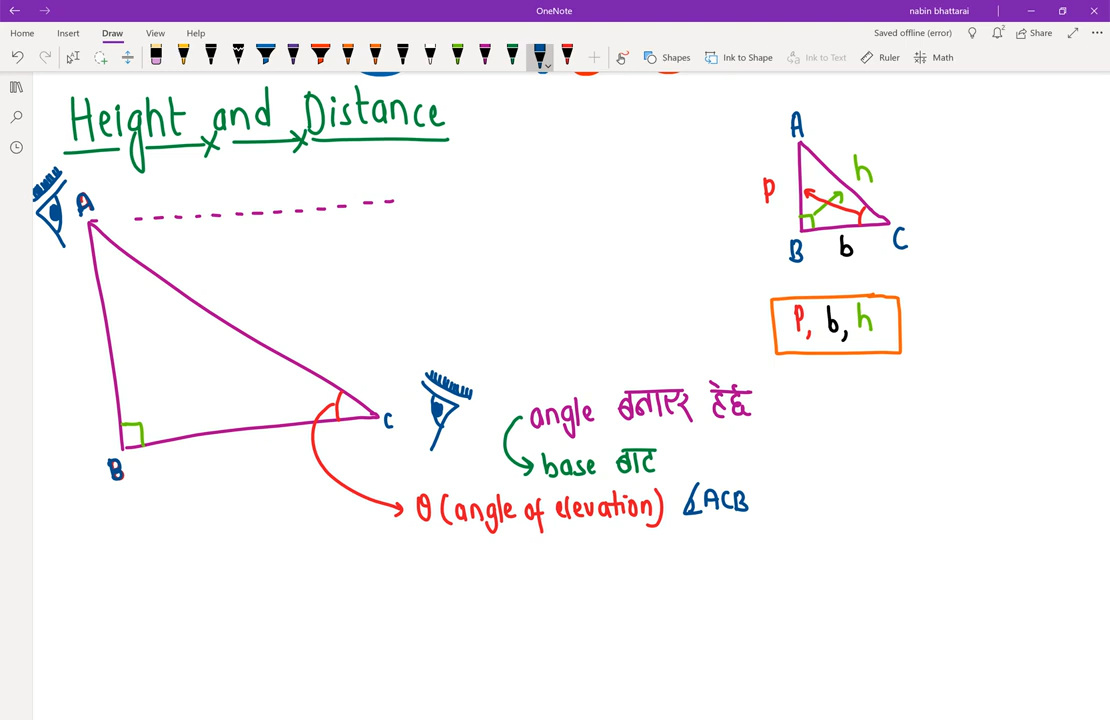 OneNote
nabin bhattarai
Home Insert Draw View Help
Saved offline (error)
Share
Shapes
Ink to Shape
Ink to Text
Ruler
Math
Height and Distance
A
B
C
A
P
h
B
b
C
P, b, h
angle बनाएर हेर्दछ
base बाट
θ (angle of elevation) ∡ACB